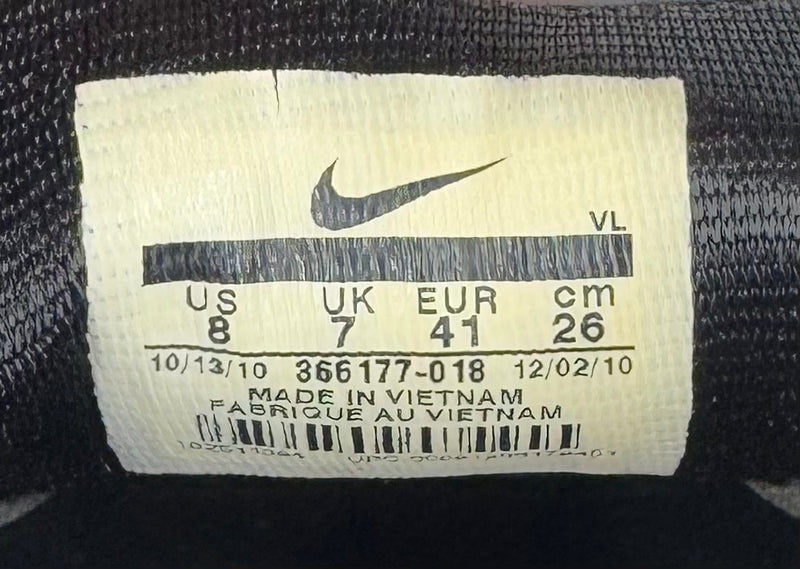 VL
US UK EUR cm
8 7 41 26
10/13/10 366177-018 12/02/10
MADE IN VIETNAM
FABRIQUE AU VIETNAM
UPC